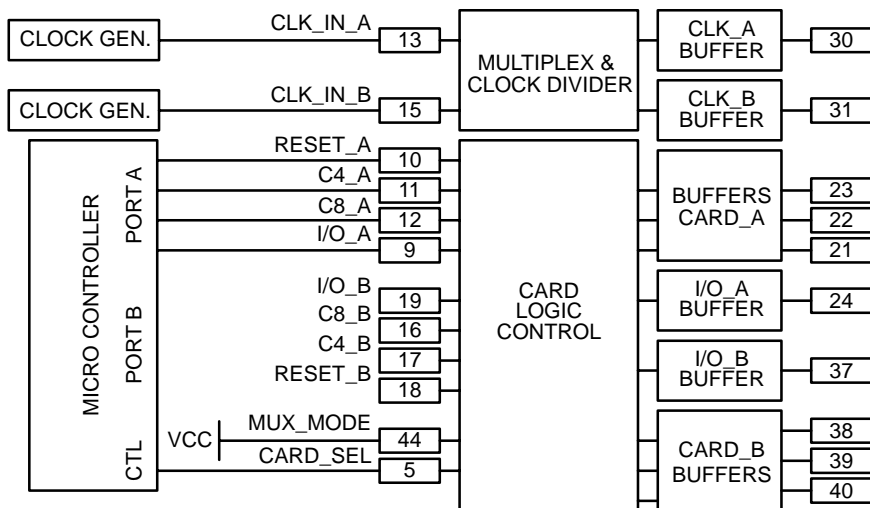 CLOCK GEN.
CLK_IN_A
13
MULTIPLEX &
CLOCK DIVIDER
CLK_A
BUFFER
30
CLOCK GEN.
CLK_IN_B
15
CLK_B
BUFFER
31
MICRO CONTROLLER
PORT A
RESET_A
10
C4_A
11
C8_A
12
I/O_A
9
PORT B
I/O_B
19
C8_B
16
C4_B
17
RESET_B
18
CTL
VCC
MUX_MODE
44
CARD_SEL
5
CARD
LOGIC
CONTROL
BUFFERS
CARD_A
23
22
21
I/O_A
BUFFER
24
I/O_B
BUFFER
37
CARD_B
BUFFERS
38
39
40